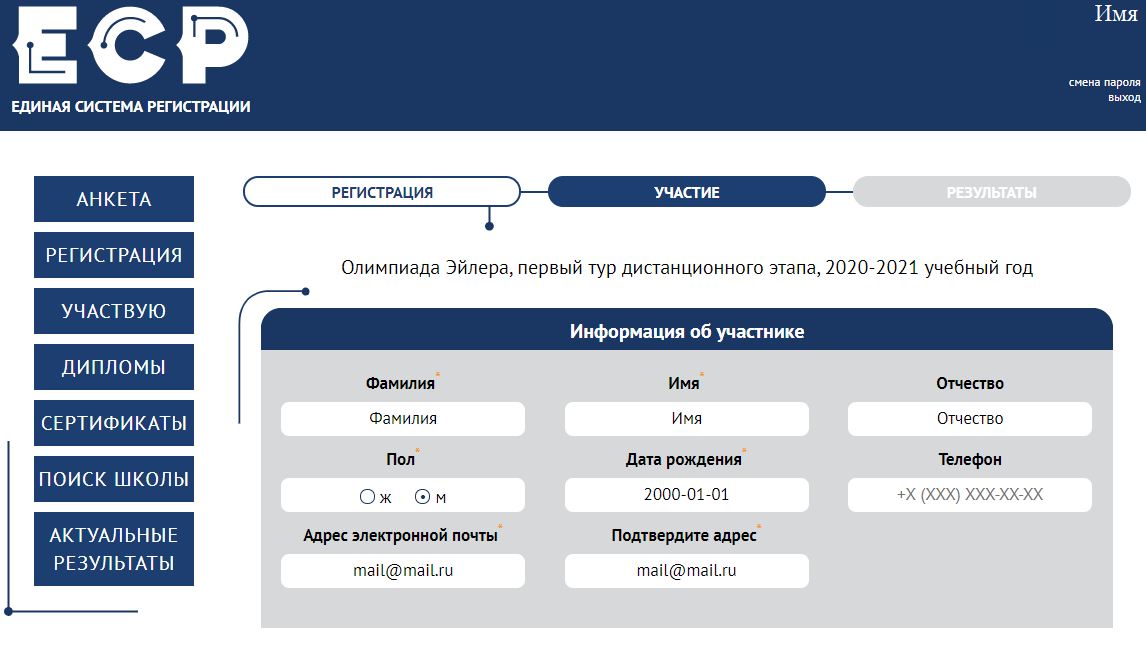 ЕСР
ЕДИНАЯ СИСТЕМА РЕГИСТРАЦИИ
Имя
смена пароля
выход
АНКЕТА
РЕГИСТРАЦИЯ
УЧАСТВУЮ
ДИПЛОМЫ
СЕРТИФИКАТЫ
ПОИСК ШКОЛЫ
АКТУАЛЬНЫЕ
РЕЗУЛЬТАТЫ
РЕГИСТРАЦИЯ УЧАСТИЕ РЕЗУЛЬТАТЫ
Олимпиада Эйлера, первый тур дистанционного этапа, 2020-2021 учебный год
Информация об участнике
Фамилия* Имя* Отчество
Фамилия Имя Отчество
Пол* Дата рождения* Телефон
ж м 2000-01-01 +X (XXX) XXX-XX-XX
Адрес электронной почты* Подтвердите адрес*
mail@mail.ru mail@mail.ru